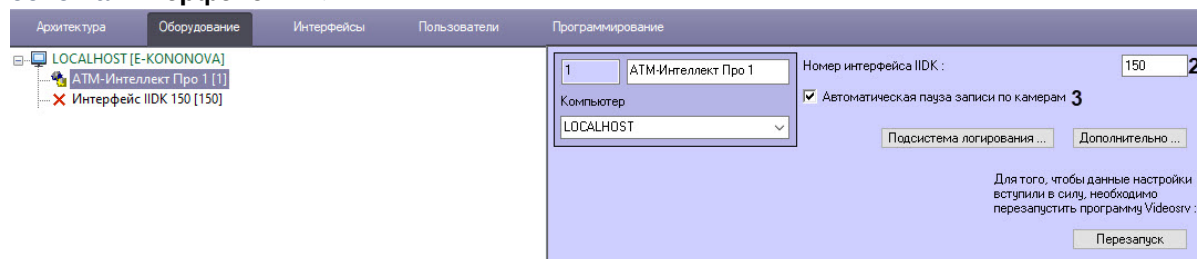 Архитектура Оборудование Интерфейсы Пользователи Программирование
LOCALHOST [E-KONONOVA]
АТМ-Интеллект Про 1 [1]
Интерфейс IIDK 150 [150]
1 АТМ-Интеллект Про 1
Компьютер
LOCALHOST
Номер интерфейса IIDK : 150 2
Автоматическая пауза записи по камерам 3
Подсистема логирования ... Дополнительно ...
Для того, чтобы данные настройки
вступили в силу, необходимо
перезапустить программу Videosrv :
Перезапуск